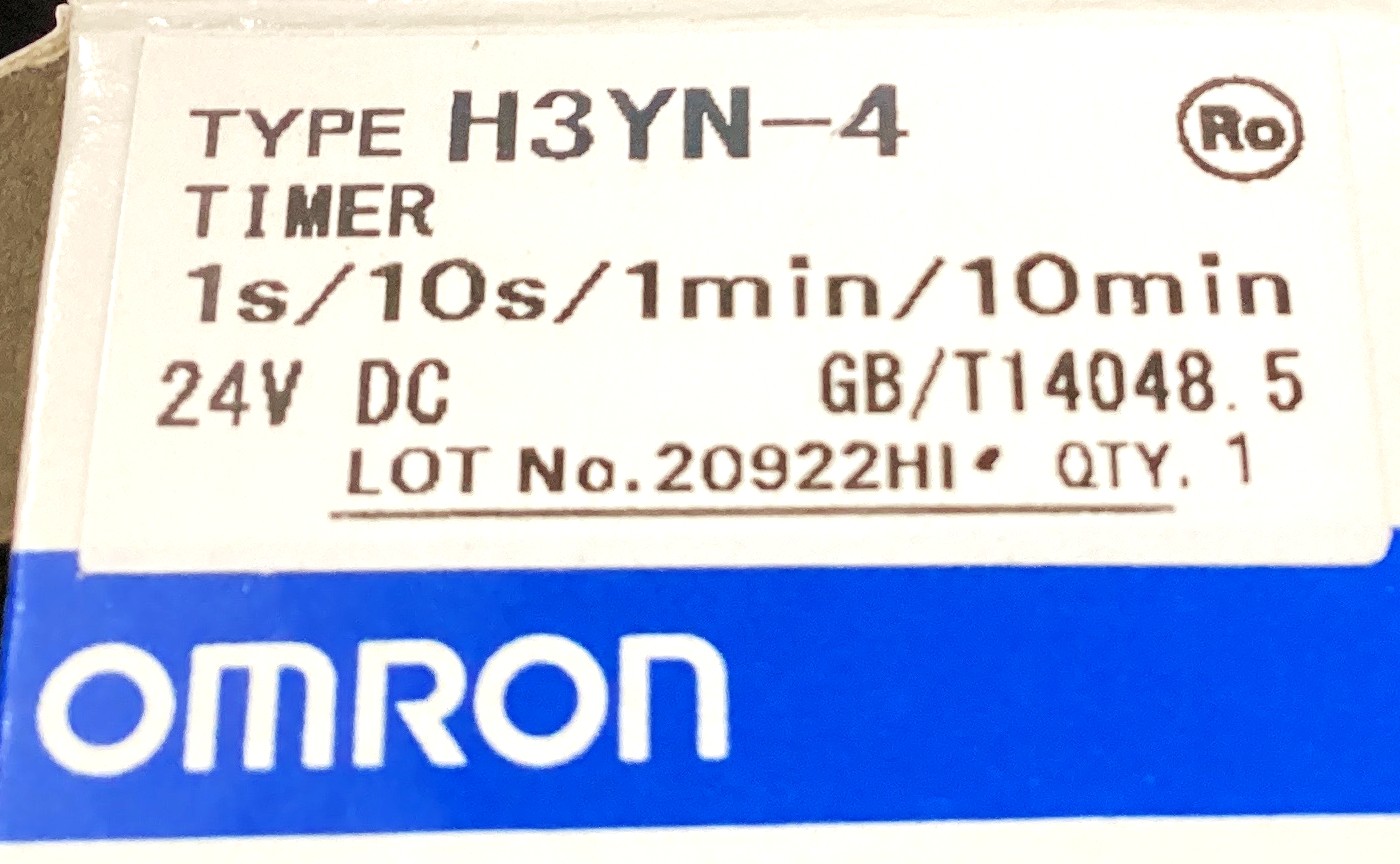 TYPE H3YN-4 Ro
TIMER
1s/10s/1min/10min
24V DC GB/T14048.5
LOT No.20922HI QTY. 1
OMRON